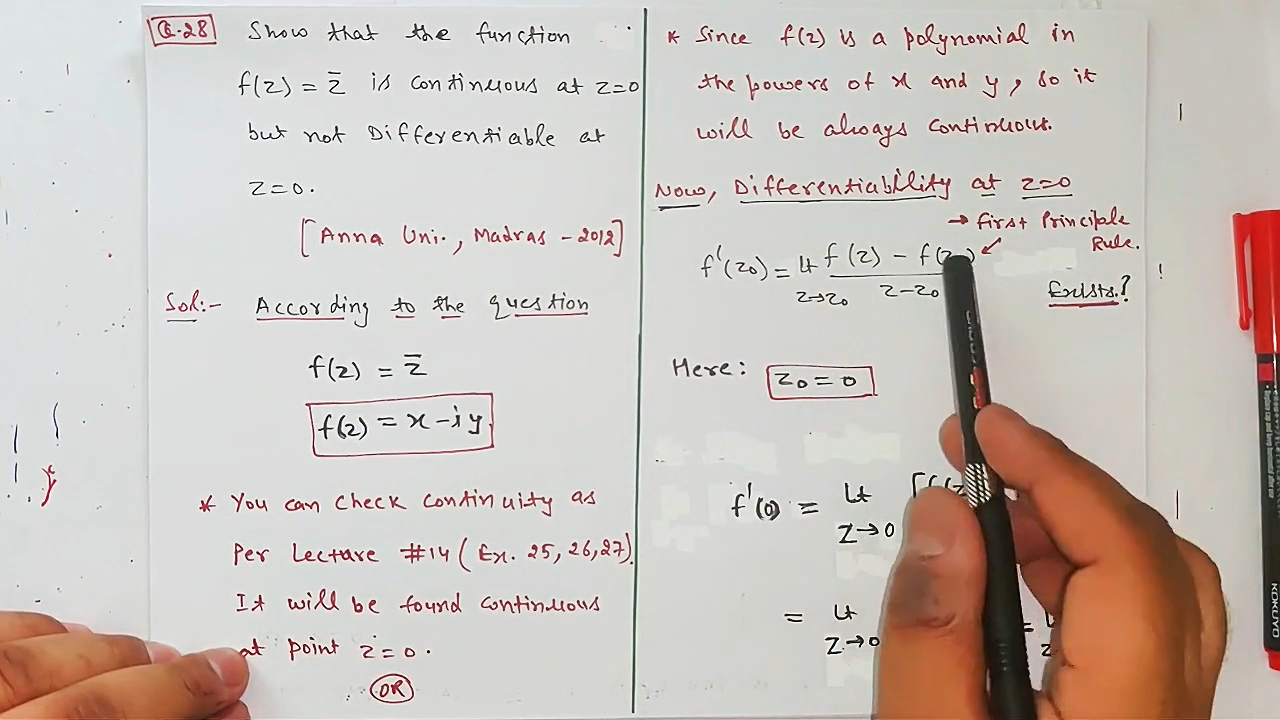 Q.28 Show that the function
f(z) = z̄ is continuous at z=0
but not Differentiable at
z=0.
[Anna Uni., Madras - 2012]
Sol:- According to the question
f(z) = z̄
f(z) = x - iy
* You can check continuity as
Per Lecture #14 (Ex. 25, 26, 27)
It will be found continuous
at point z=0.
OR
* Since f(z) is a polynomial in
the powers of x and y, so it
will be always continuous.
Now, Differentiability at z=0
→ First Principle
Rule.
f'(z₀) = Lt f(z) - f(z
z→z₀ z-z₀
Exists?
Here: z₀ = 0
f'(0) = Lt [f(z
z→0
= Lt = L
z→0 z
KOKUYO